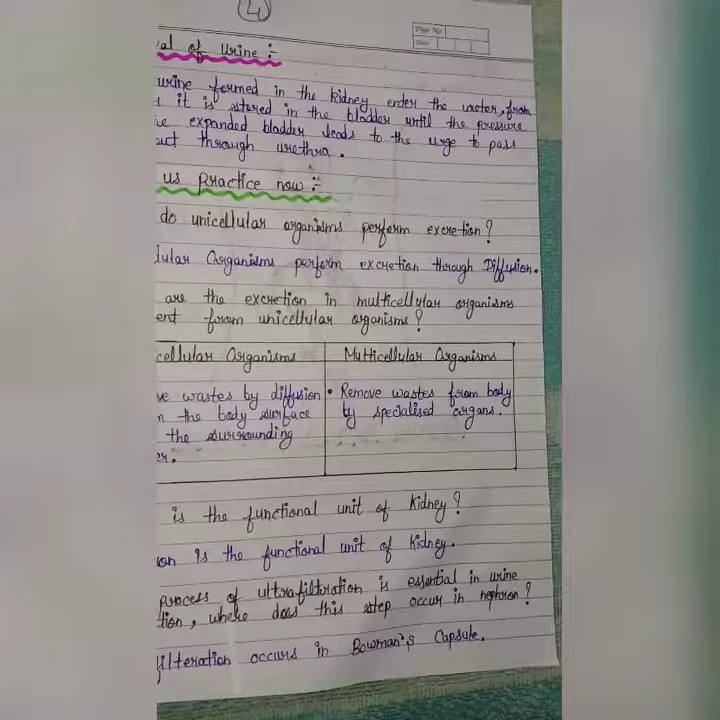 4
Page No.
Date
al of Urine :-
urine formed in the kidney enter the ureter, from
it is stored in the bladder until the pressure
expanded bladder leads to the urge to pass
out through urethra.
us Practice now :-
do unicellular organisms perform excretion?
lular Organisms perform excretion through Diffusion.
are the excretion in multicellular organisms
ent from unicellular organisms?
cellular Organisms
Multicellular Organisms
ve wastes by diffusion
• Remove wastes from body
the body surface
by specialised organs.
the surrounding
er.
is the functional unit of Kidney?
on is the functional unit of Kidney.
process of ultrafiltration is essential in urine
tion, where does this step occur in nephron?
filteration occurs in Bowman's Capsule.